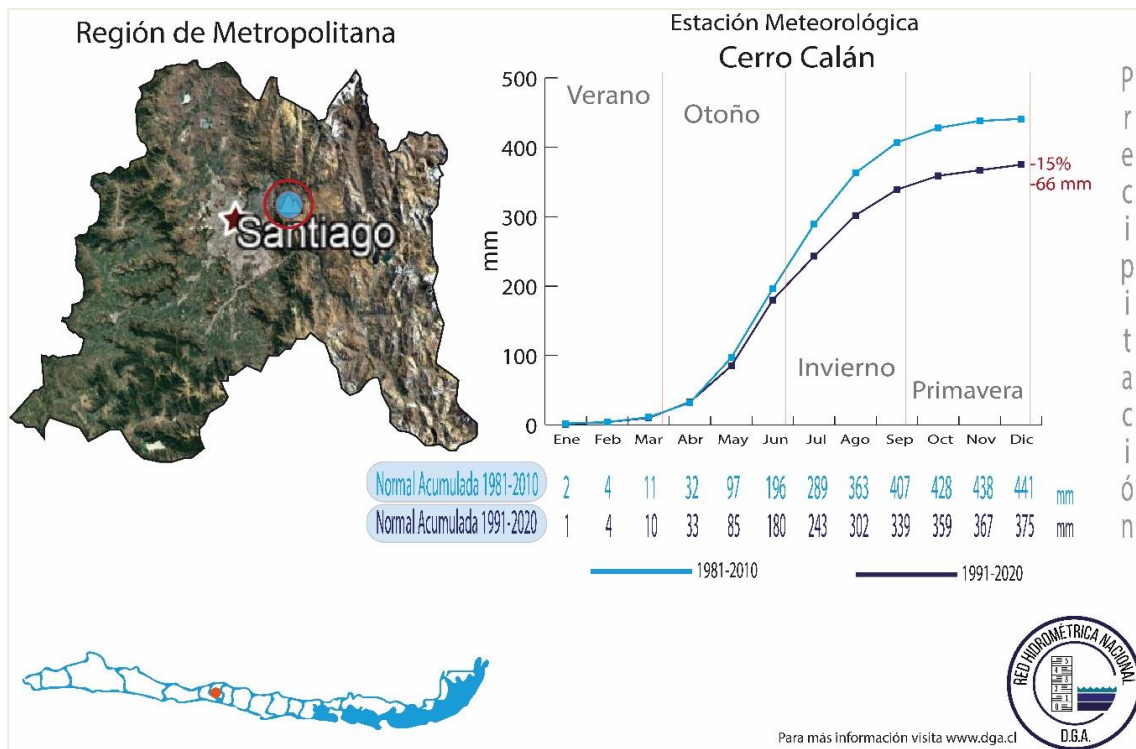 Región de Metropolitana
Santiago
Estación Meteorológica
Cerro Calán
mm
500
400
300
200
100
0
Verano
Otoño
Invierno
Primavera
-15%
-66 mm
Ene Feb Mar Abr May Jun Jul Ago Sep Oct Nov Dic
Precipitación
Normal Acumulada 1981-2010 2 4 11 32 97 196 289 363 407 428 438 441 mm
Normal Acumulada 1991-2020 1 4 10 33 85 180 243 302 339 359 367 375 mm
1981-2010 1991-2020
RED HIDROMÉTRICA NACIONAL
D.G.A.
Para más información visita www.dga.cl